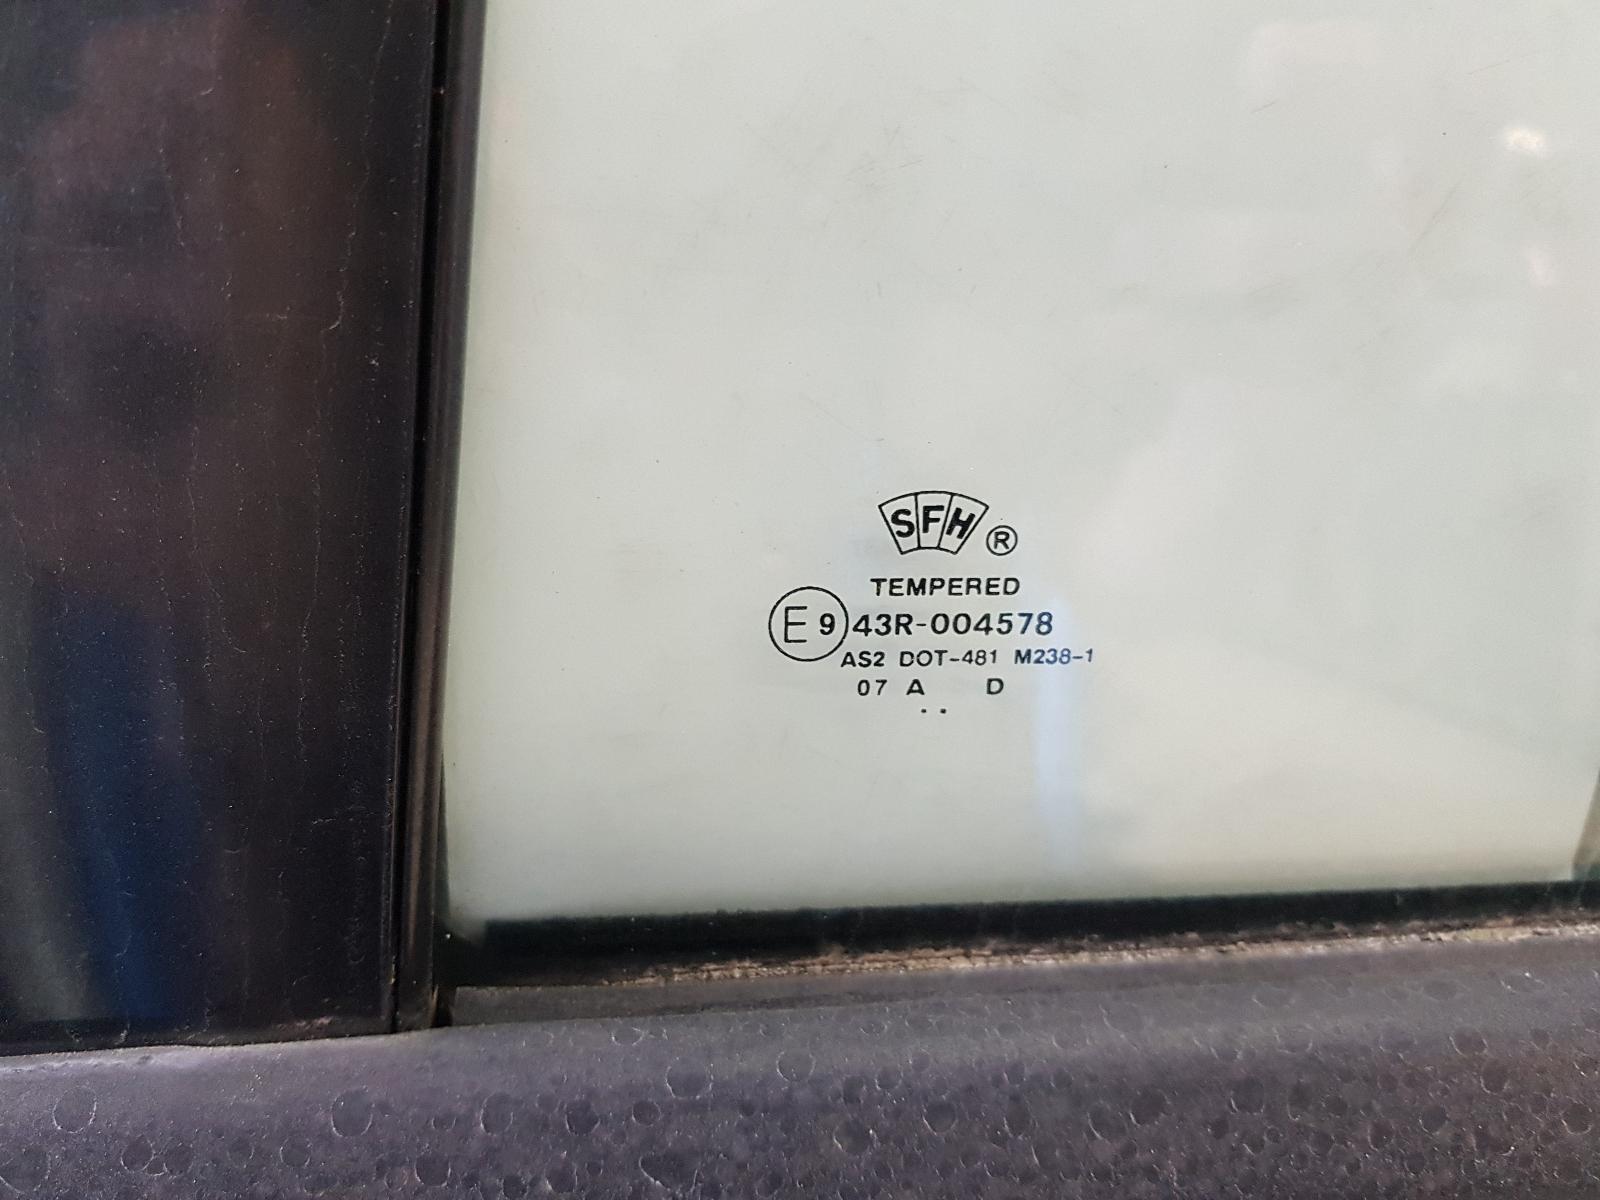 SFH ®
TEMPERED
E9 43R-004578
AS2 DOT-481 M238-1
07 A D
. .